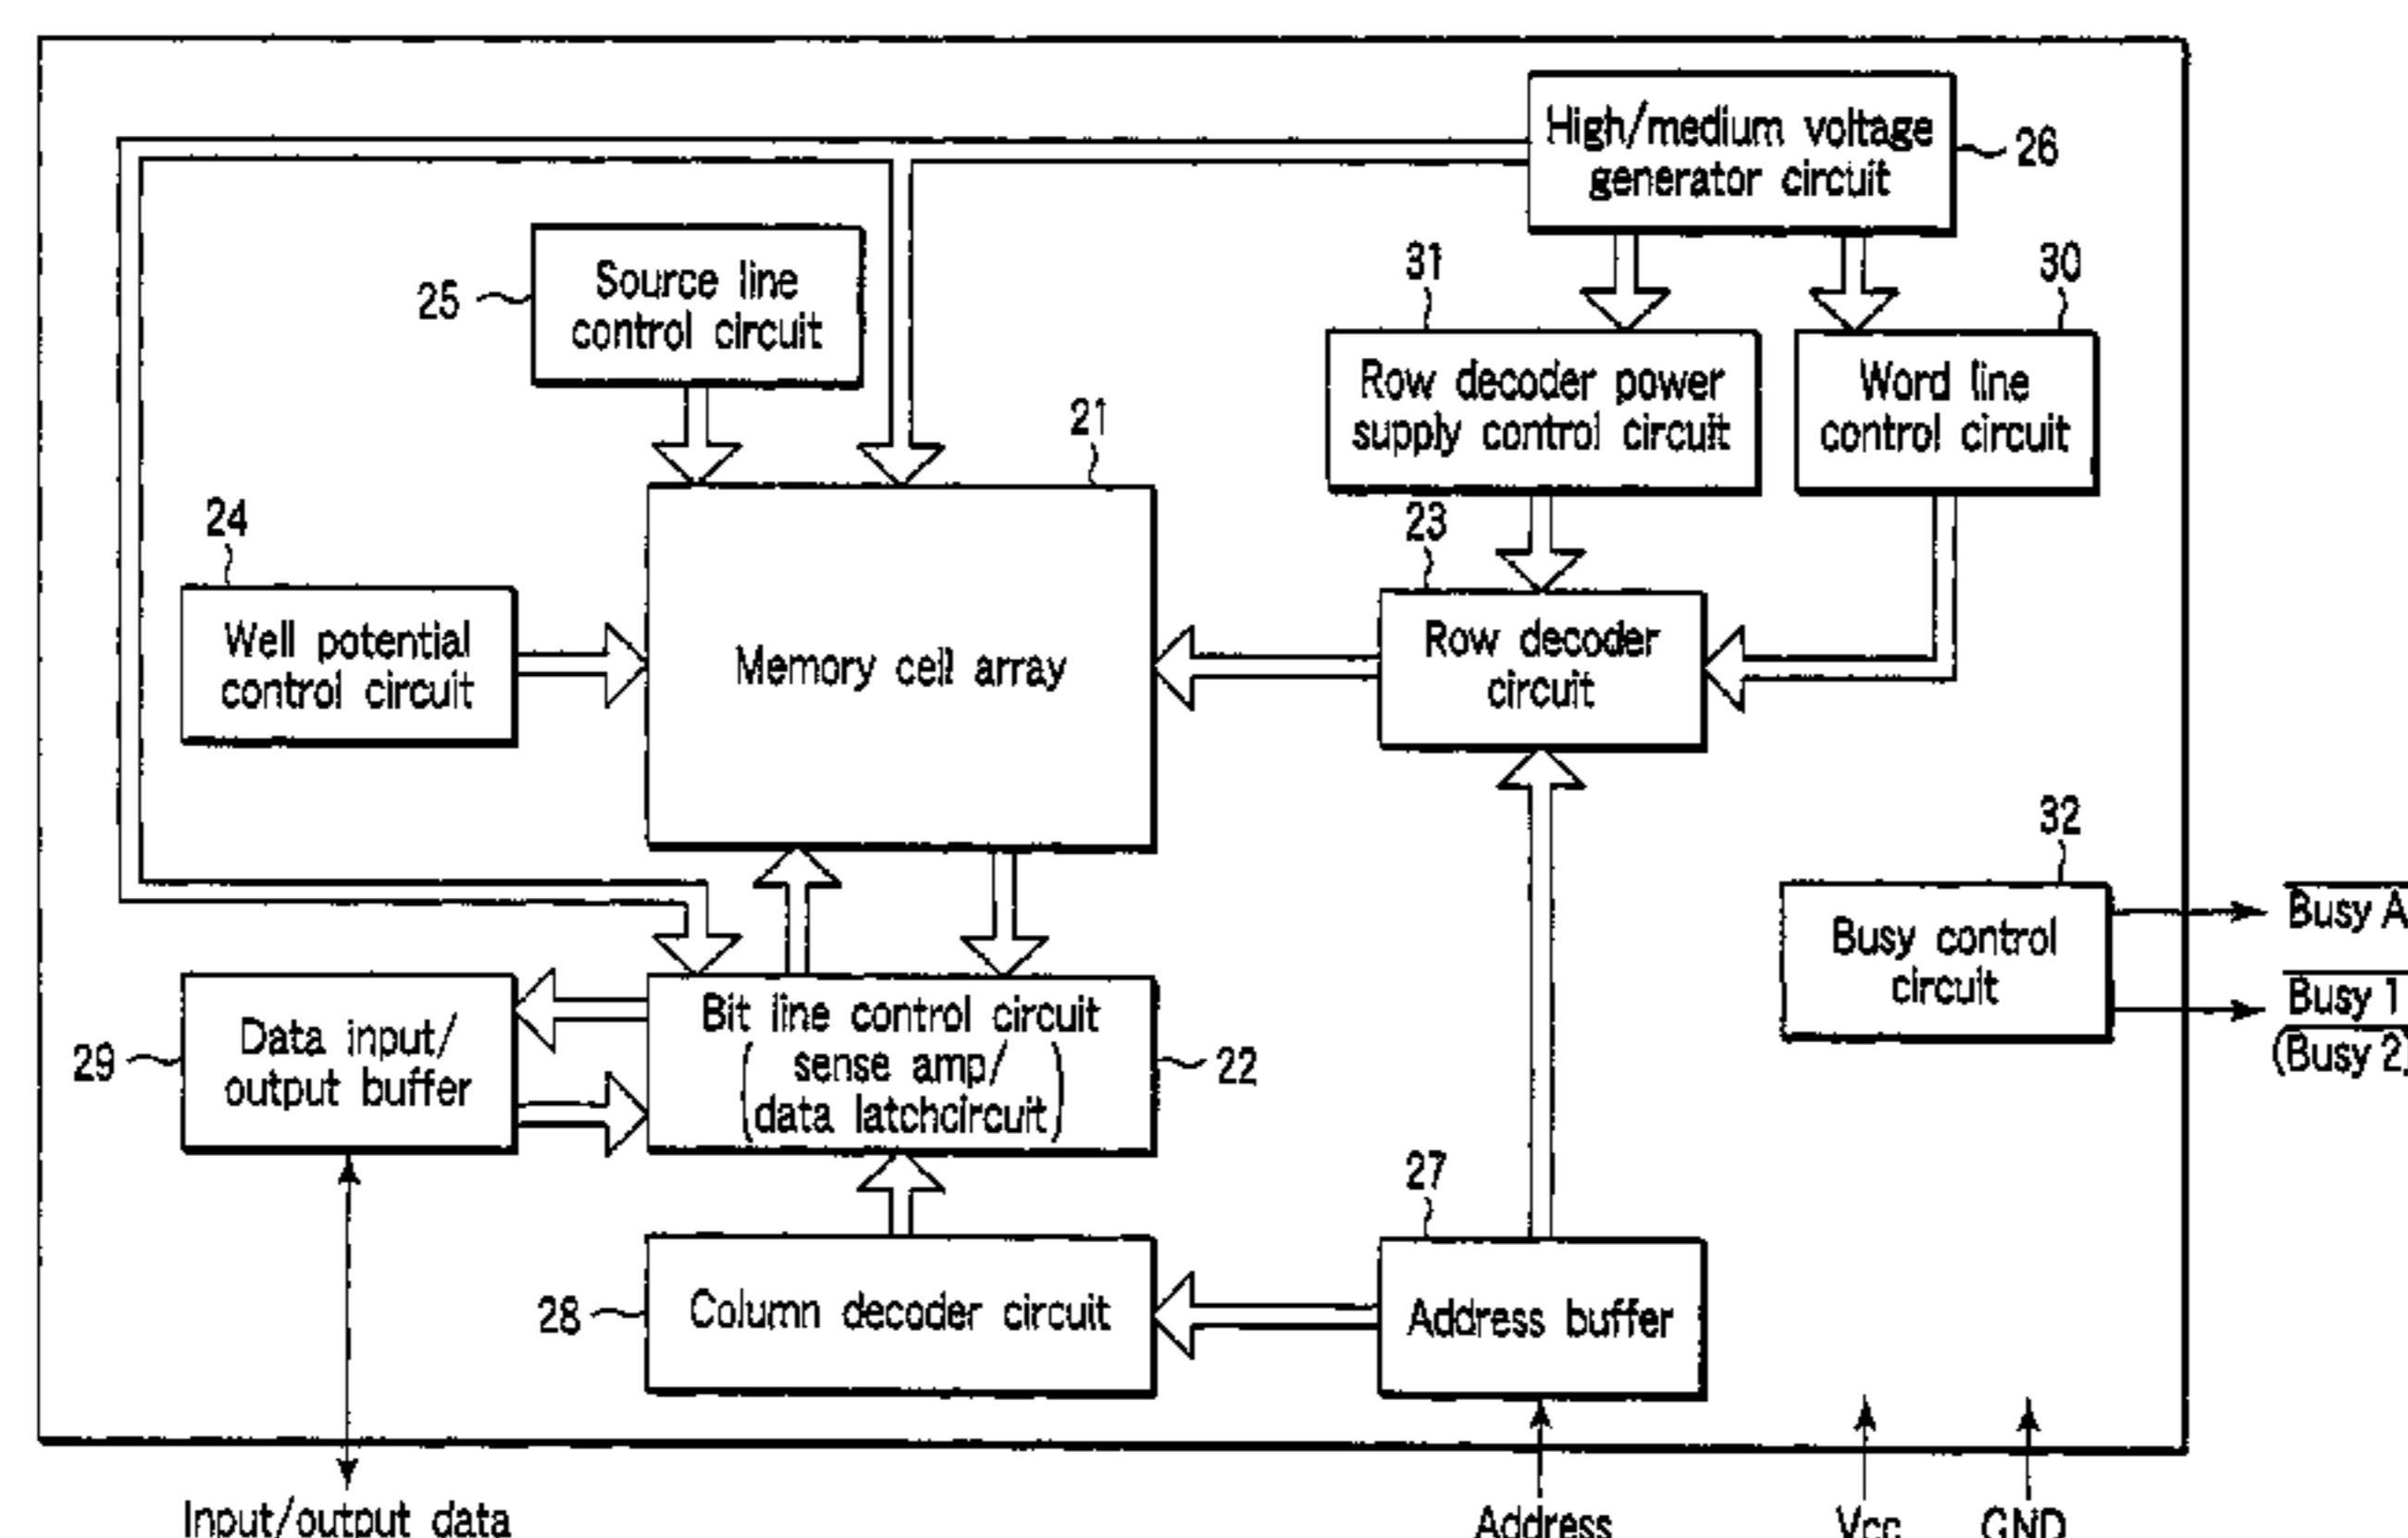 High/medium voltage
generator circuit
26
Source line
control circuit
25
31
30
Row decoder power
supply control circuit
Word line
control circuit
21
24
23
Well potential
control circuit
Memory cell array
Row decoder
circuit
32
Busy control
circuit
Busy A
Busy 1
(Busy 2)
Data input/
output buffer
29
Bit line control circuit
(sense amp/
data latchcircuit)
22
27
Column decoder circuit
28
Address buffer
Input/output data
Address
Vcc
GND